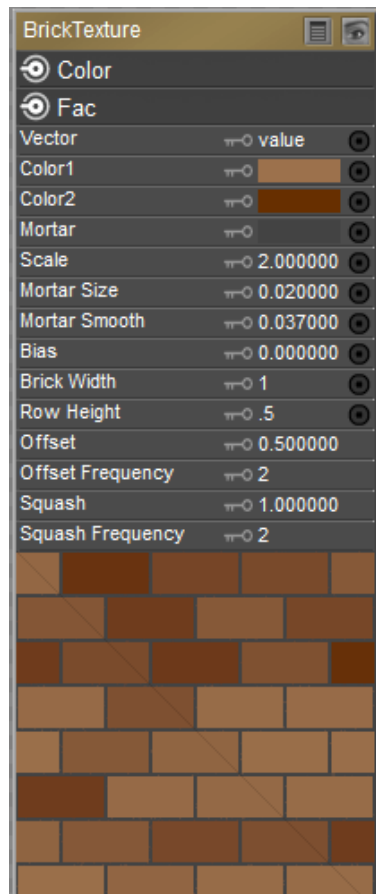 BrickTexture
Color
Fac
Vector value
Color1
Color2
Mortar
Scale 2.000000
Mortar Size 0.020000
Mortar Smooth 0.037000
Bias 0.000000
Brick Width 1
Row Height .5
Offset 0.500000
Offset Frequency 2
Squash 1.000000
Squash Frequency 2